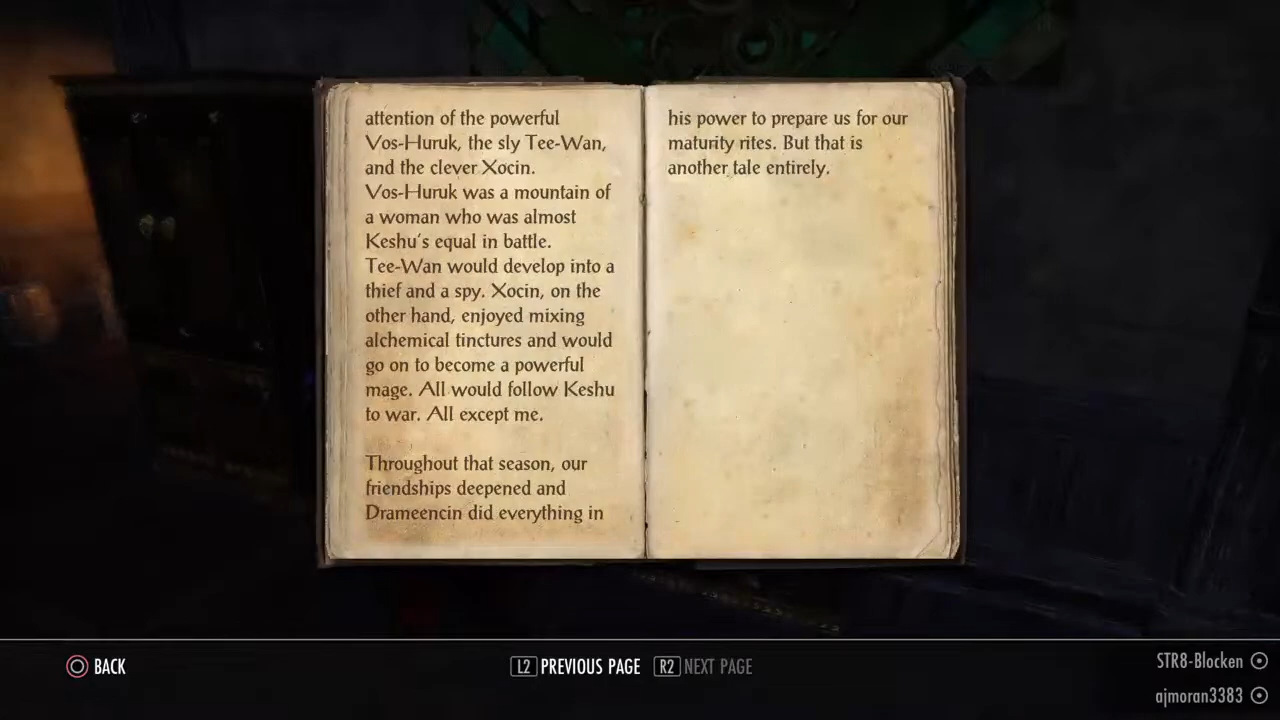 attention of the powerful
Vos-Huruk, the sly Tee-Wan,
and the clever Xocin.
Vos-Huruk was a mountain of
a woman who was almost
Keshu's equal in battle.
Tee-Wan would develop into a
thief and a spy. Xocin, on the
other hand, enjoyed mixing
alchemical tinctures and would
go on to become a powerful
mage. All would follow Keshu
to war. All except me.
Throughout that season, our
friendships deepened and
Drameencin did everything in
his power to prepare us for our
maturity rites. But that is
another tale entirely.
BACK
L2 PREVIOUS PAGE R2 NEXT PAGE
STR8-Blocken
ajmoran3383